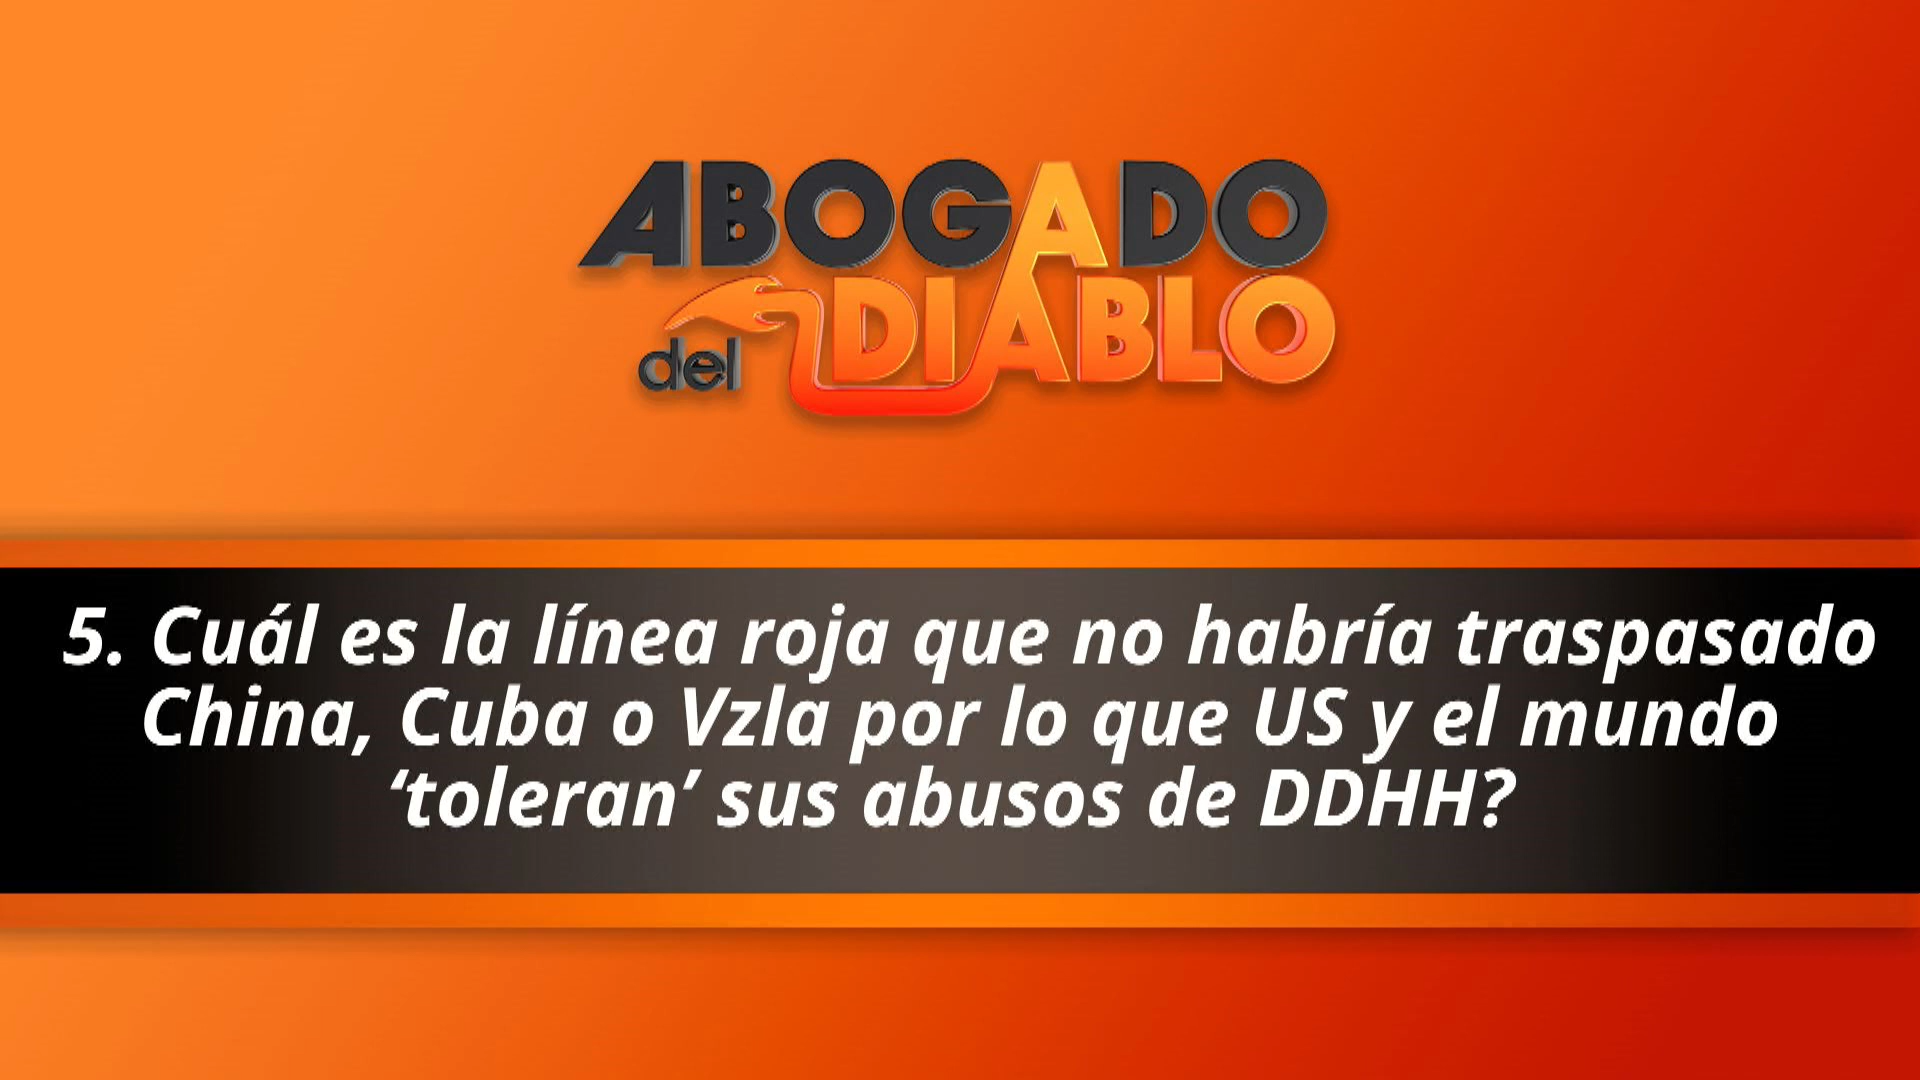 ABOGADO
del DIABLO
5. Cuál es la línea roja que no habría traspasado
China, Cuba o Vzla por lo que US y el mundo
‘toleran’ sus abusos de DDHH?